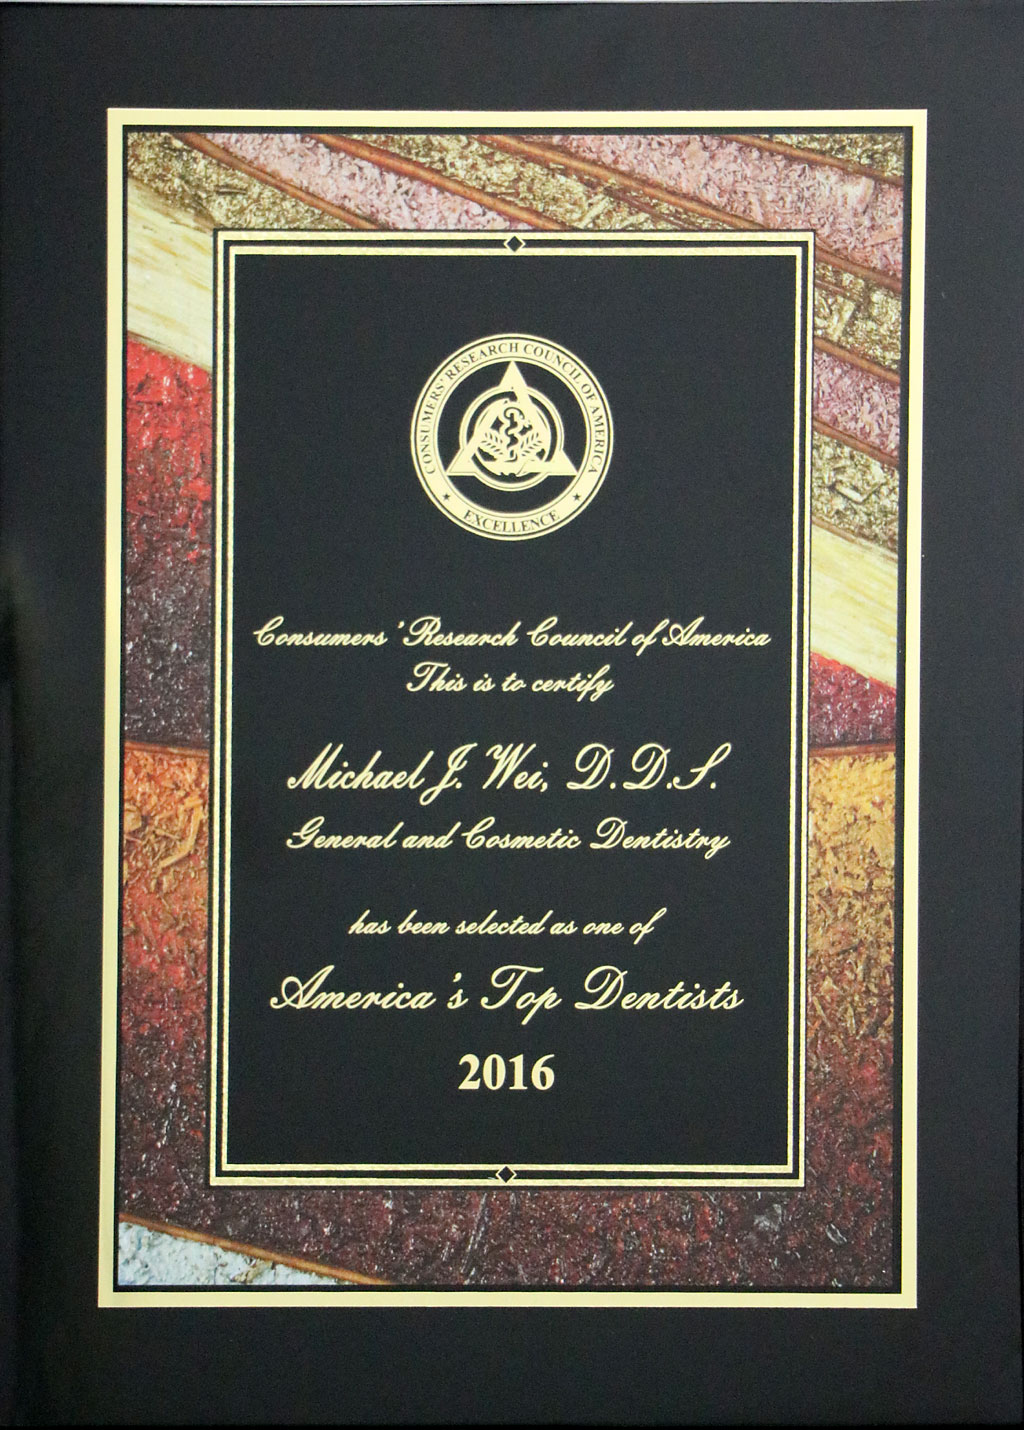 CONSUMERS' RESEARCH COUNCIL OF AMERICA
EXCELLENCE
Consumers' Research Council of America
This is to certify
Michael J. Wei, D.D.S.
General and Cosmetic Dentistry
has been selected as one of
America's Top Dentists
2016